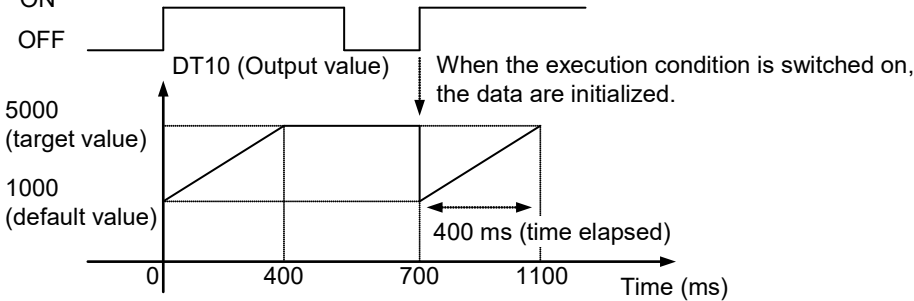 ON
OFF
DT10 (Output value)
When the execution condition is switched on,
the data are initialized.
5000
(target value)
1000
(default value)
400 ms (time elapsed)
0
400
700
1100
Time (ms)